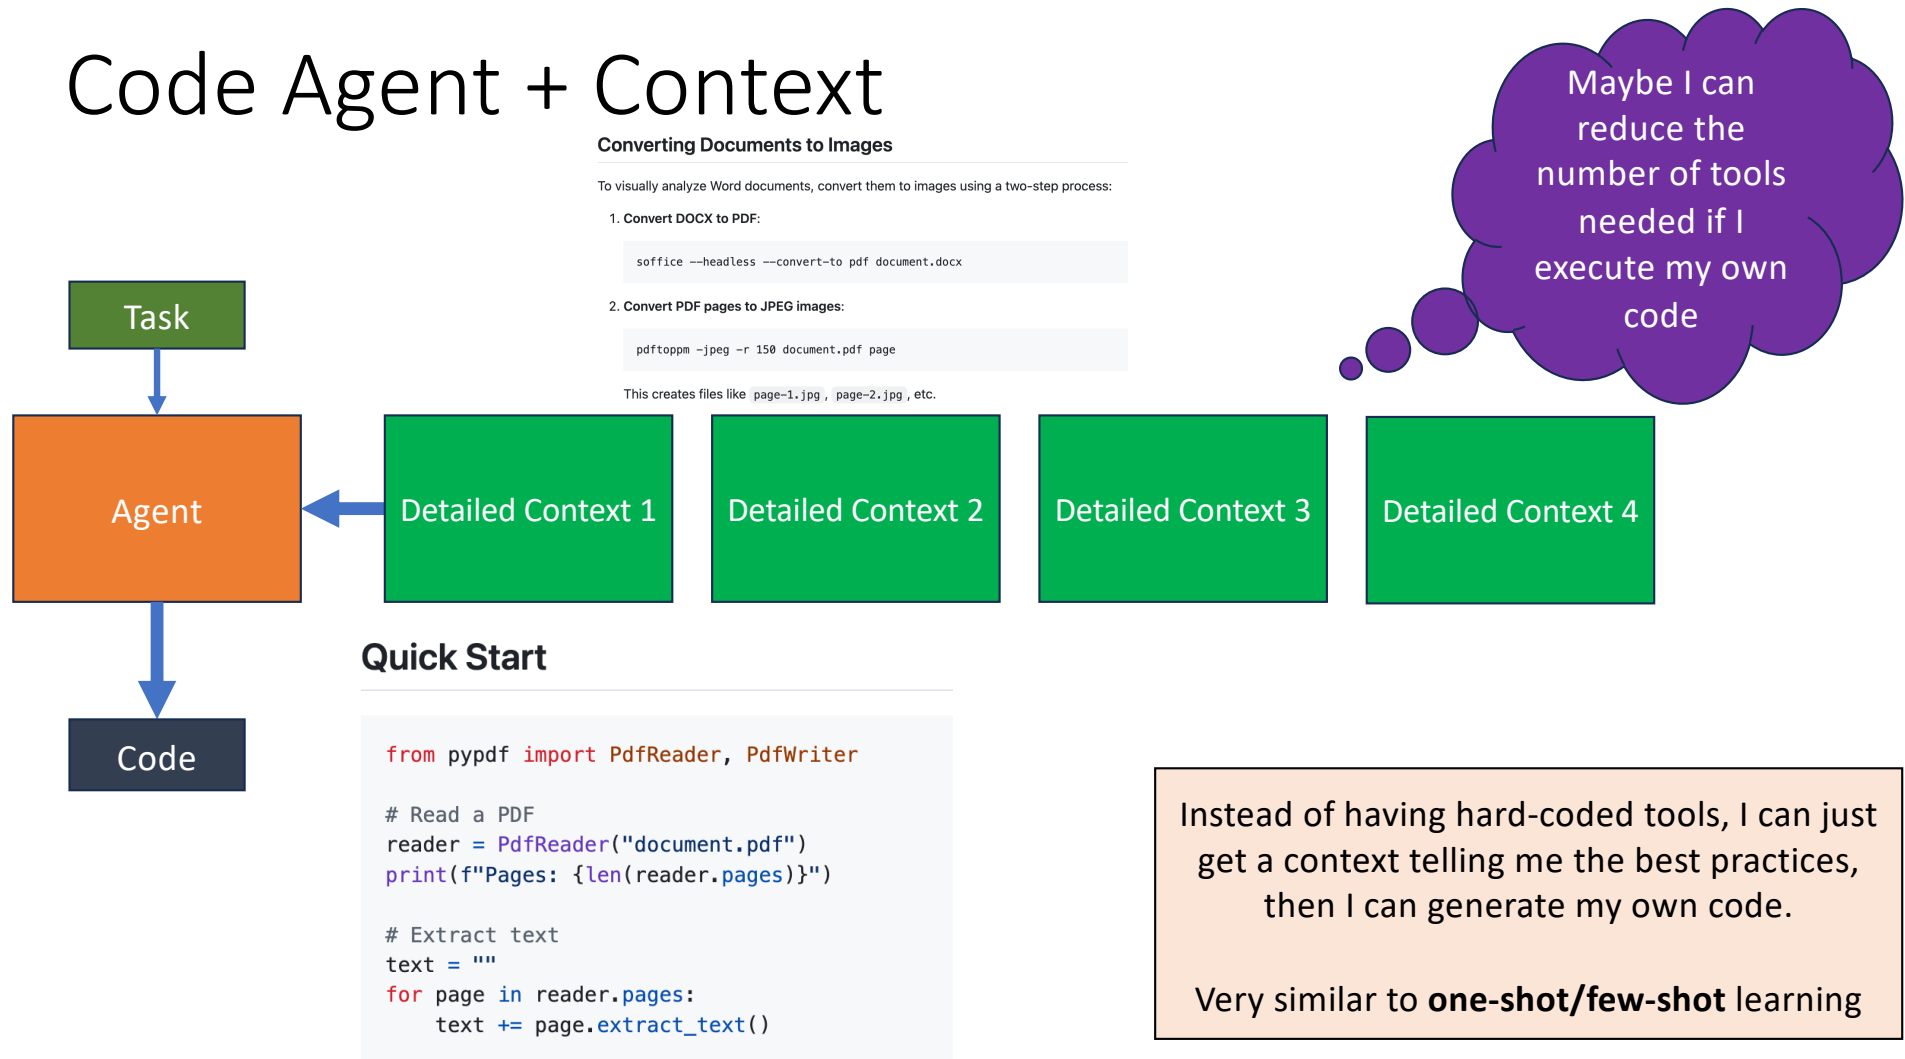 Code Agent + Context
Converting Documents to Images
To visually analyze Word documents, convert them to images using a two-step process:
1. Convert DOCX to PDF:
soffice --headless --convert-to pdf document.docx
2. Convert PDF pages to JPEG images:
pdftoppm -jpeg -r 150 document.pdf page
This creates files like page-1.jpg, page-2.jpg, etc.
Maybe I can
reduce the
number of tools
needed if I
execute my own
code
Task
Agent
Detailed Context 1
Detailed Context 2
Detailed Context 3
Detailed Context 4
Code
Quick Start
from pypdf import PdfReader, PdfWriter
# Read a PDF
reader = PdfReader("document.pdf")
print(f"Pages: {len(reader.pages)}")
# Extract text
text = ""
for page in reader.pages:
    text += page.extract_text()
Instead of having hard-coded tools, I can just
get a context telling me the best practices,
then I can generate my own code.
Very similar to one-shot/few-shot learning